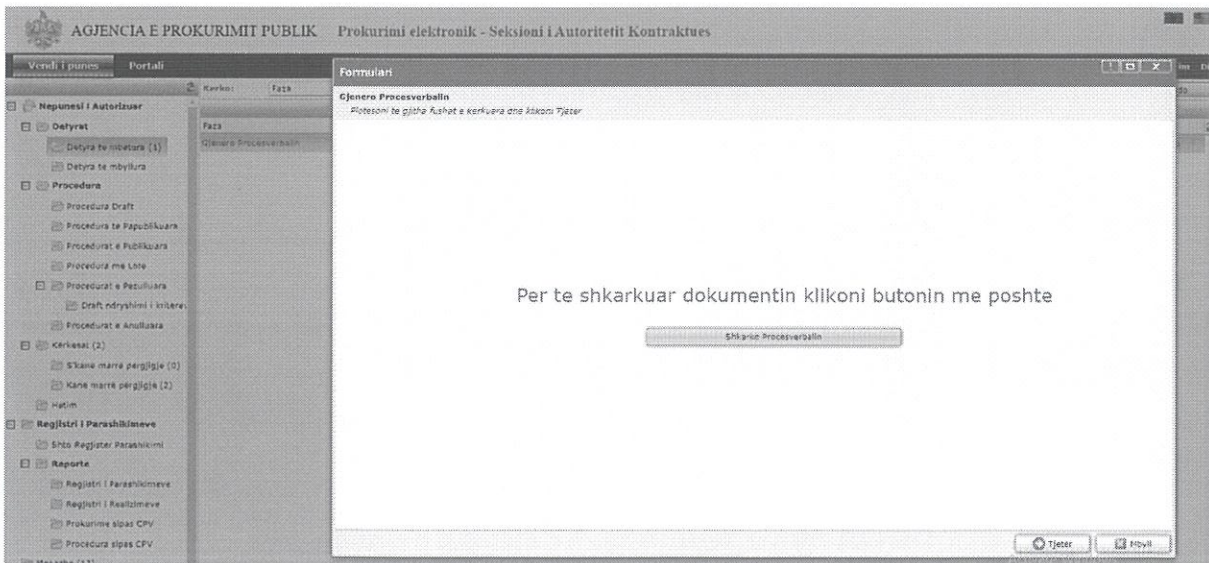 AGJENCIA E PROKURIMIT PUBLIK Prokurimi elektronik - Seksioni i Autoritetit Kontraktues
Vendi i punes Portali
Kerko: Faza
Nepunesi i Autorizuar
Detyrat
Detyra te mbetura (1)
Detyra te mbyllura
Procedura
Procedura Draft
Procedura te Papublikuara
Procedurat e Publikuara
Procedura me Lote
Procedurat e Pezulluara
Draft ndryshimi i kritere
Procedurat e Anulluara
Kerkesat (2)
S'kane marre pergjigje (0)
Kane marre pergjigje (2)
Hatim
Regjistri i Parashikimeve
Shto Regjister Parashikimi
Raporte
Regjistri i Parashikimeve
Regjistri i Realizimeve
Prokurime sipas CPV
Procedura sipas CPV
Faza
Gjenero Procesverbalin
Formulari
Gjenero Procesverbalin
Plotesoni te gjitha fushat e kerkuara dhe klikoni Tjeter
Per te shkarkuar dokumentin klikoni butonin me poshte
Shkarko Procesverbalin
Tjeter Mbyll